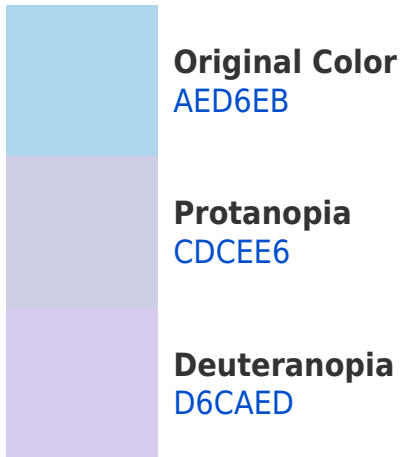 Original Color
AED6EB
Protanopia
CDCEE6
Deuteranopia
D6CAED